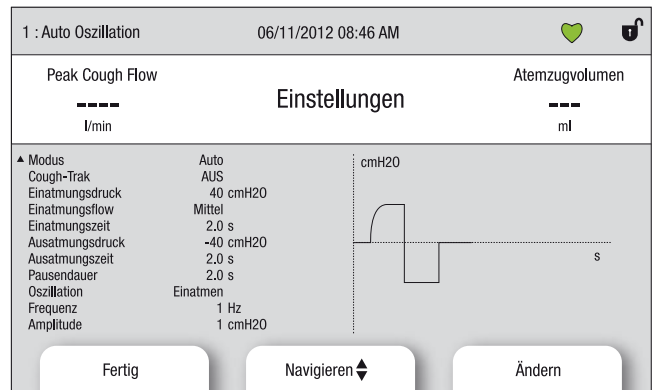 1 : Auto Oszillation 06/11/2012 08:46 AM
Peak Cough Flow
----
l/min
Einstellungen
Atemzugvolumen
---
ml
Modus Auto
Cough-Trak AUS
Einatmungsdruck 40 cmH2O
Einatmungsflow Mittel
Einatmungszeit 2.0 s
Ausatmungsdruck -40 cmH2O
Ausatmungszeit 2.0 s
Pausendauer 2.0 s
Oszillation Einatmen
Frequenz 1 Hz
Amplitude 1 cmH2O
cmH2O
s
Fertig
Navigieren
Ändern